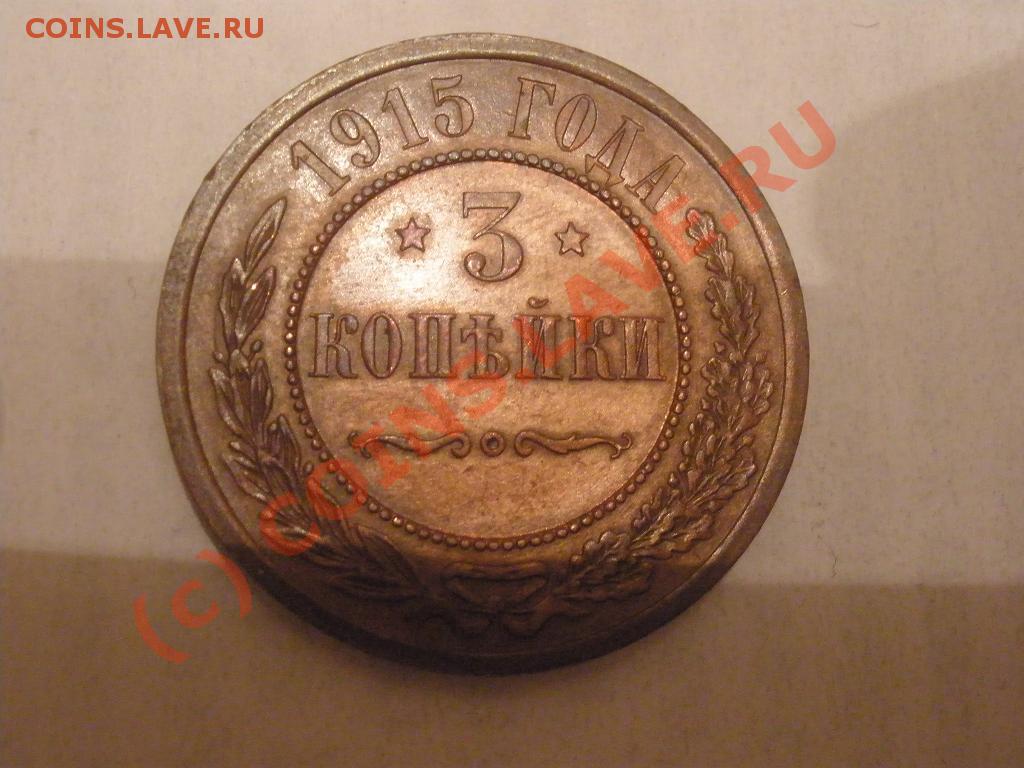 COINS.LAVE.RU
1915 ГОДА
3
КОПѢЙКИ
(c) COINS.LAVE.RU